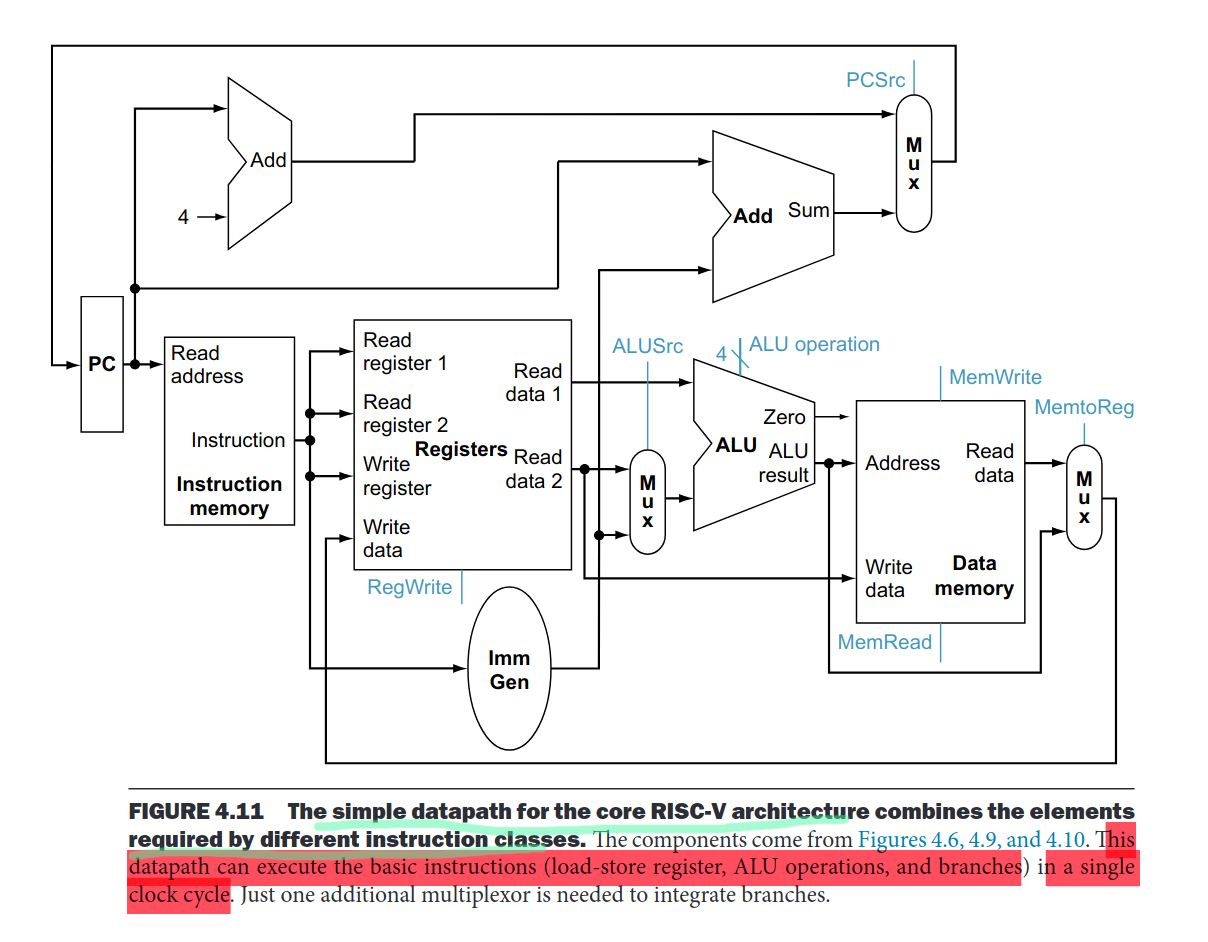 PCSrc
M
u
x
Add
Add Sum
4
PC
Read
address
Instruction
Instruction
memory
Read
register 1
Read
register 2
Write
register
Write
data
Registers
Read
data 1
Read
data 2
RegWrite
Imm
Gen
ALUSrc
M
u
x
4
ALU operation
Zero
ALU
ALU
result
MemWrite
Address
Read
data
Write
data
Data
memory
MemRead
MemtoReg
M
u
x
FIGURE 4.11 The simple datapath for the core RISC-V architecture combines the elements
required by different instruction classes. The components come from Figures 4.6, 4.9, and 4.10. This
datapath can execute the basic instructions (load-store register, ALU operations, and branches) in a single
clock cycle. Just one additional multiplexor is needed to integrate branches.